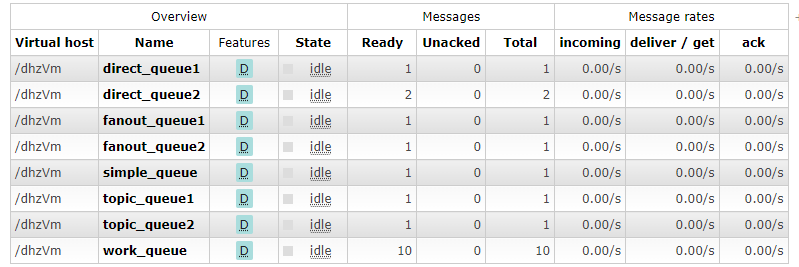 Overview Messages Message rates +
Virtual host Name Features State Ready Unacked Total incoming deliver / get ack
/dhzVm direct_queue1 D idle 1 0 1 0.00/s 0.00/s 0.00/s
/dhzVm direct_queue2 D idle 2 0 2 0.00/s 0.00/s 0.00/s
/dhzVm fanout_queue1 D idle 1 0 1 0.00/s 0.00/s 0.00/s
/dhzVm fanout_queue2 D idle 1 0 1 0.00/s 0.00/s 0.00/s
/dhzVm simple_queue D idle 1 0 1 0.00/s 0.00/s 0.00/s
/dhzVm topic_queue1 D idle 1 0 1 0.00/s 0.00/s 0.00/s
/dhzVm topic_queue2 D idle 1 0 1 0.00/s 0.00/s 0.00/s
/dhzVm work_queue D idle 10 0 10 0.00/s 0.00/s 0.00/s